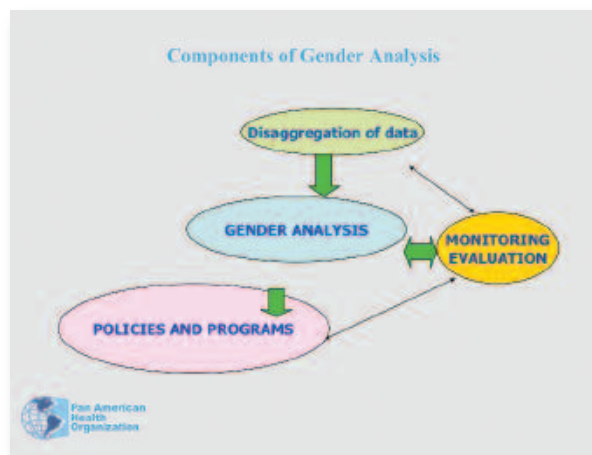 Components of Gender Analysis
Disaggregation of data
GENDER ANALYSIS
MONITORING
EVALUATION
POLICIES AND PROGRAMS
Pan American
Health
Organization